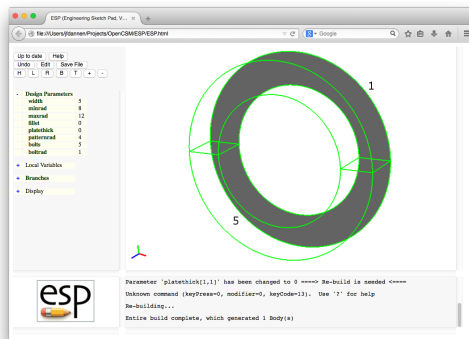 ESP (Engineering Sketch Pad, V...
file:///Users/jfdannen/Projects/OpenCSM/ESP/ESP.html
Google
Up to date Help
Undo Edit Save File
H L R B T + -
- Design Parameters
width 5
minrad 8
maxrad 12
fillet 0
platethick 0
patternrad 4
bolts 5
boltrad 1
+ Local Variables
+ Branches
+ Display
1
5
esp
Parameter 'platethick[1,1]' has been changed to 0 ====> Re-build is needed <====
Unknown command (keyPress=0, modifier=0, keyCode=13). Use '?' for help
Re-building...
Entire build complete, which generated 1 Body(s)